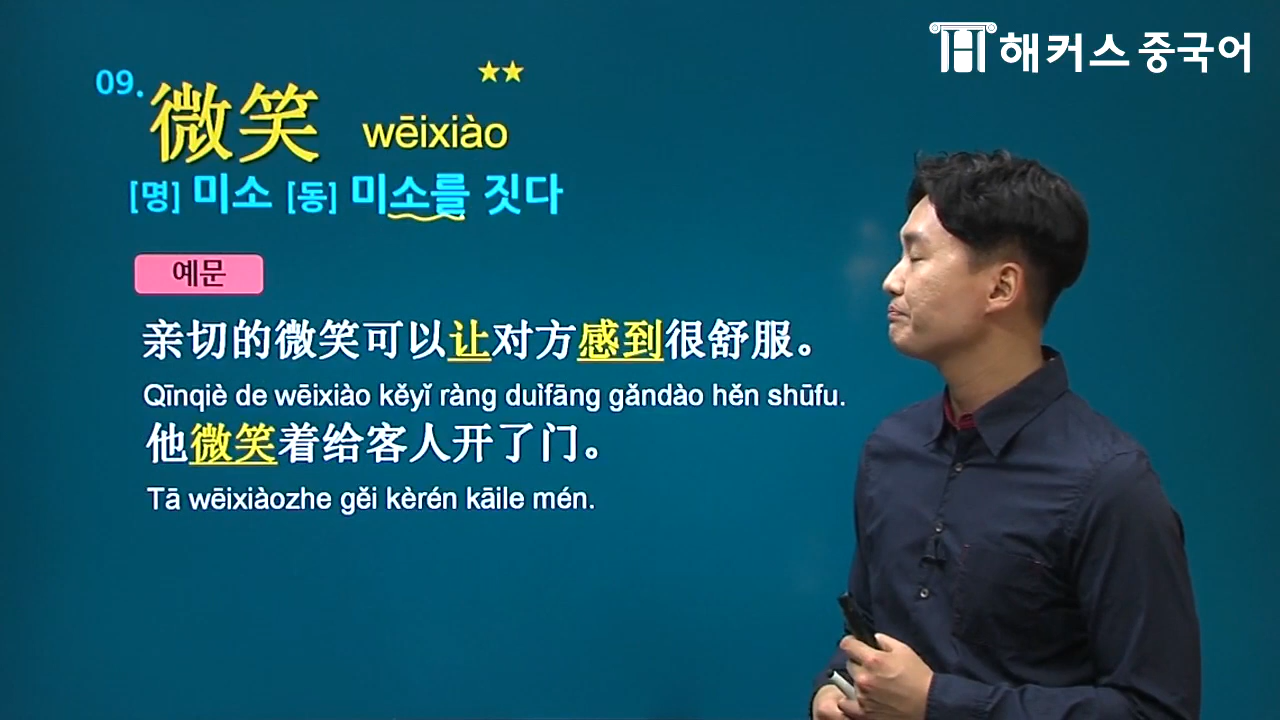 해커스 중국어
★★
09. 微笑 wēixiào
[명] 미소 [동] 미소를 짓다
예문
亲切的微笑可以让对方感到很舒服。
Qīnqiè de wēixiào kěyǐ ràng duìfāng gǎndào hěn shūfu.
他微笑着给客人开了门。
Tā wēixiàozhe gěi kèrén kāile mén.